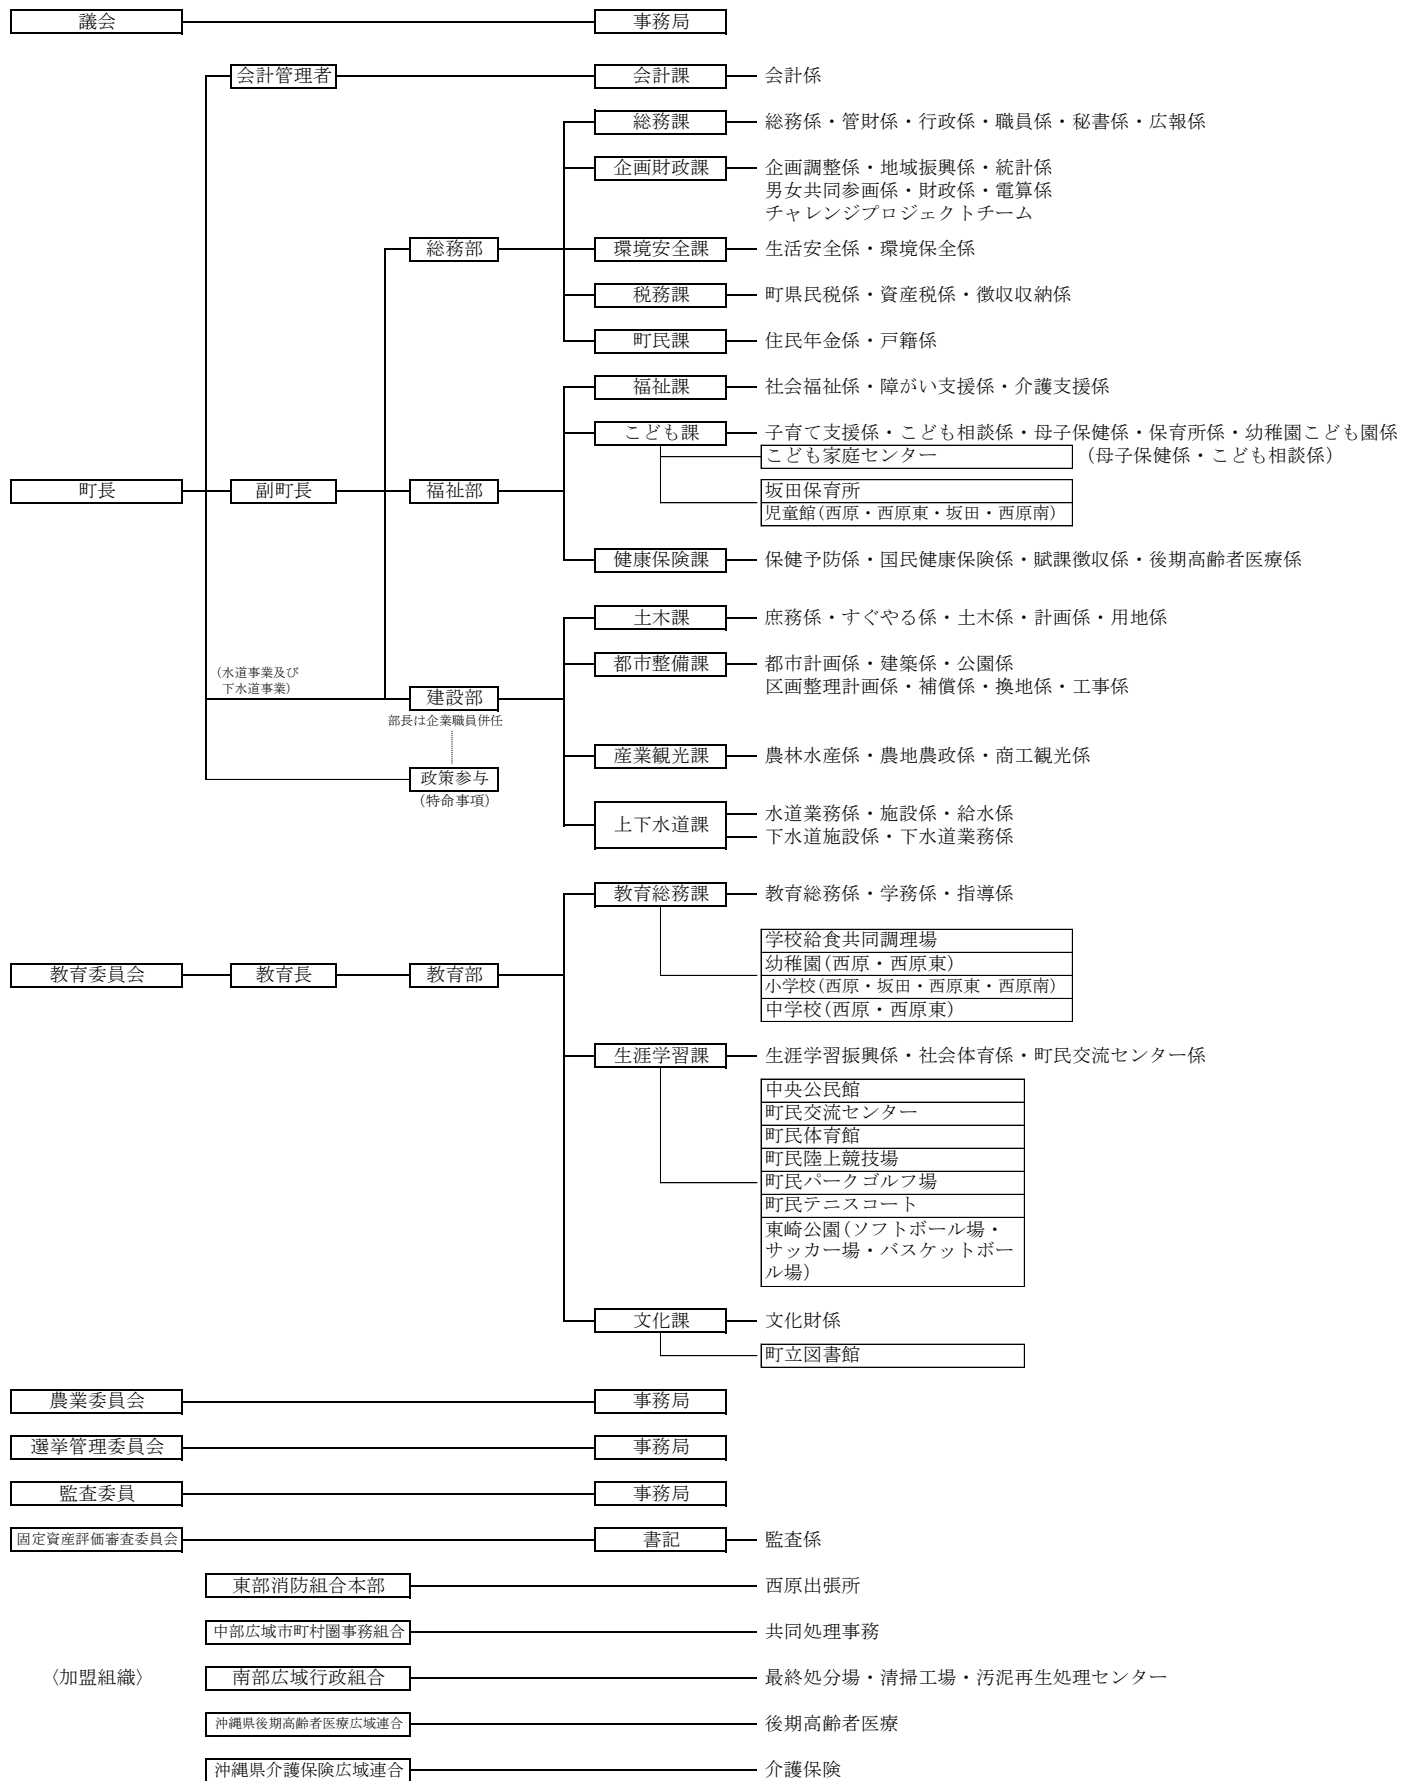 議会 事務局
会計管理者 会計課 会計係
総務課 総務係・管財係・行政係・職員係・秘書係・広報係
企画財政課 企画調整係・地域振興係・統計係
男女共同参画係・財政係・電算係
チャレンジプロジェクトチーム
総務部 環境安全課 生活安全係・環境保全係
税務課 町県民税係・資産税係・徴収収納係
町民課 住民年金係・戸籍係
福祉課 社会福祉係・障がい支援係・介護支援係
こども課 子育て支援係・こども相談係・母子保健係・保育所係・幼稚園こども園係
こども家庭センター (母子保健係・こども相談係)
町長 副町長 福祉部 坂田保育所
児童館(西原・西原東・坂田・西原南)
健康保険課 保健予防係・国民健康保険係・賦課徴収係・後期高齢者医療係
土木課 庶務係・すぐやる係・土木係・計画係・用地係
都市整備課 都市計画係・建築係・公園係
(水道事業及び
下水道事業)
区画整理計画係・補償係・換地係・工事係
建設部
部長は企業職員併任
産業観光課 農林水産係・農地農政係・商工観光係
政策参与
(特命事項)
上下水道課 水道業務係・施設係・給水係
下水道施設係・下水道業務係
教育総務課 教育総務係・学務係・指導係
学校給食共同調理場
教育委員会 教育長 教育部 幼稚園(西原・西原東)
小学校(西原・坂田・西原東・西原南)
中学校(西原・西原東)
生涯学習課 生涯学習振興係・社会体育係・町民交流センター係
中央公民館
町民交流センター
町民体育館
町民陸上競技場
町民パークゴルフ場
町民テニスコート
東崎公園(ソフトボール場・
サッカー場・バスケットボー
ル場)
文化課 文化財係
町立図書館
農業委員会 事務局
選挙管理委員会 事務局
監査委員 事務局
固定資産評価審査委員会 書記 監査係
東部消防組合本部 西原出張所
中部広域市町村圏事務組合 共同処理事務
〈加盟組織〉 南部広域行政組合 最終処分場・清掃工場・汚泥再生処理センター
沖縄県後期高齢者医療広域連合 後期高齢者医療
沖縄県介護保険広域連合 介護保険